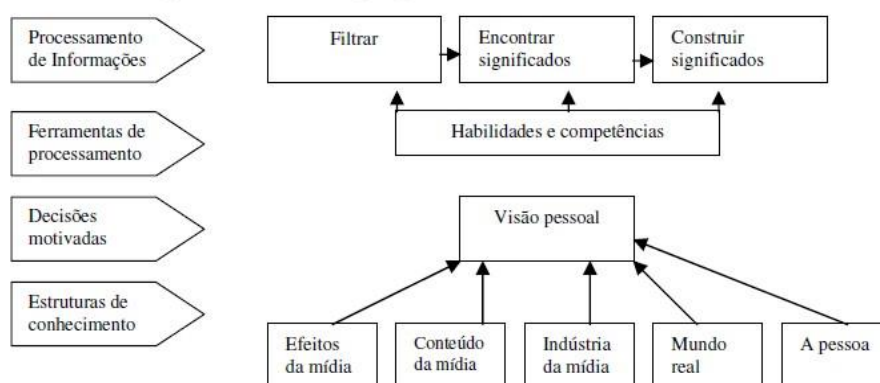 Processamento
de Informações
Filtrar
Encontrar
significados
Construir
significados
Ferramentas de
processamento
Habilidades e competências
Decisões
motivadas
Visão pessoal
Estruturas de
conhecimento
Efeitos
da mídia
Conteúdo
da mídia
Indústria
da mídia
Mundo
real
A pessoa